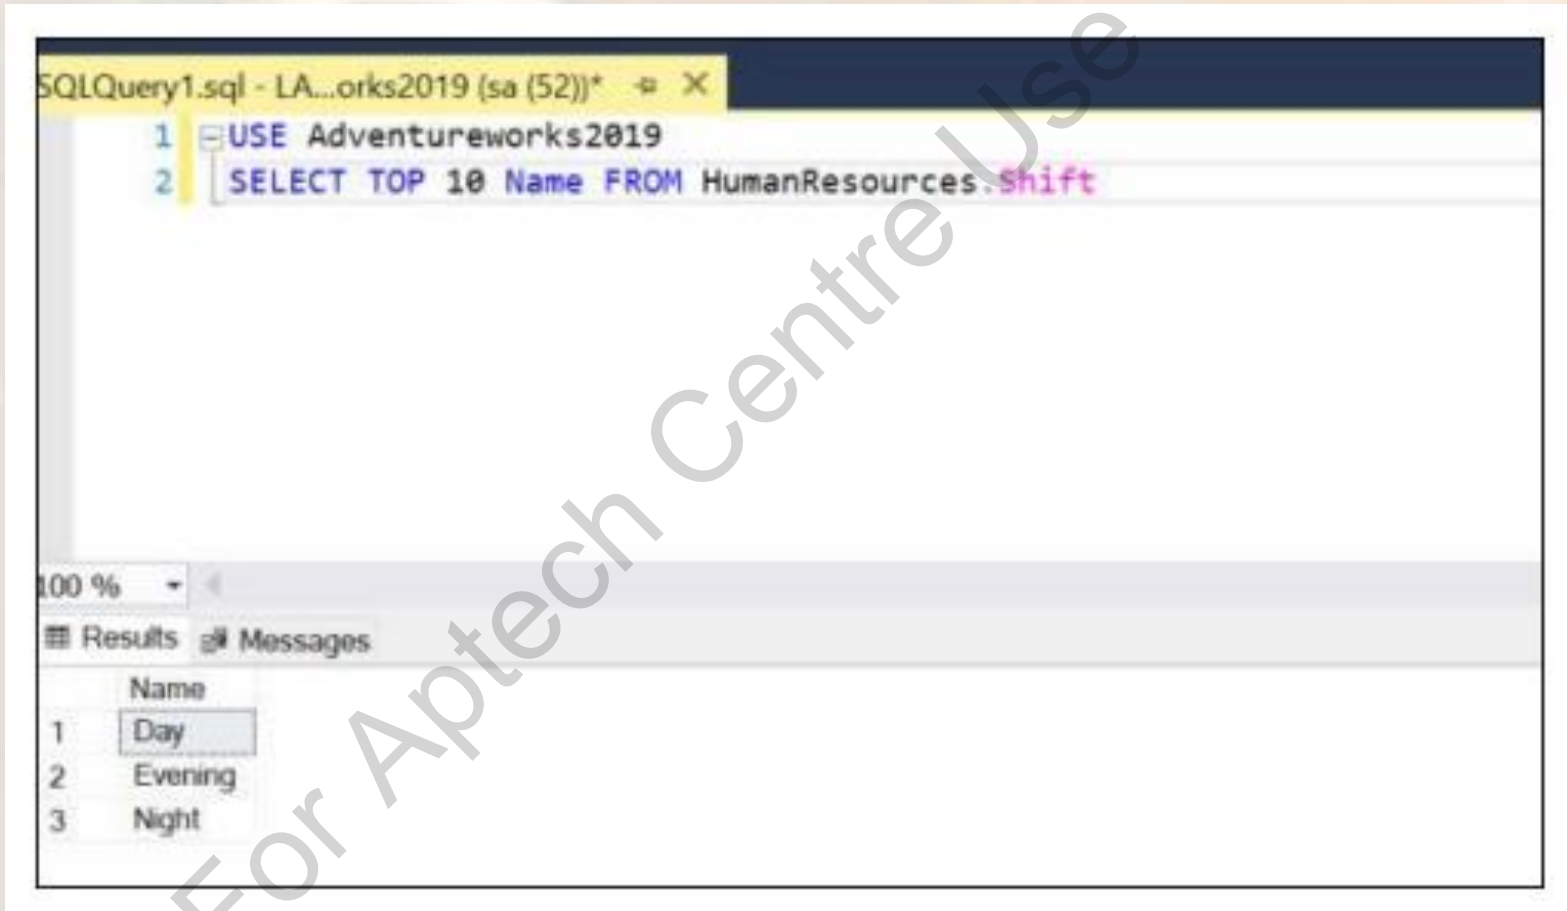 SQLQuery1.sql - LA...orks2019 (sa (52))*
1 USE Adventureworks2019
2 SELECT TOP 10 Name FROM HumanResources.Shift
100 %
Results Messages
Name
1 Day
2 Evening
3 Night
For Aptech Centre Use